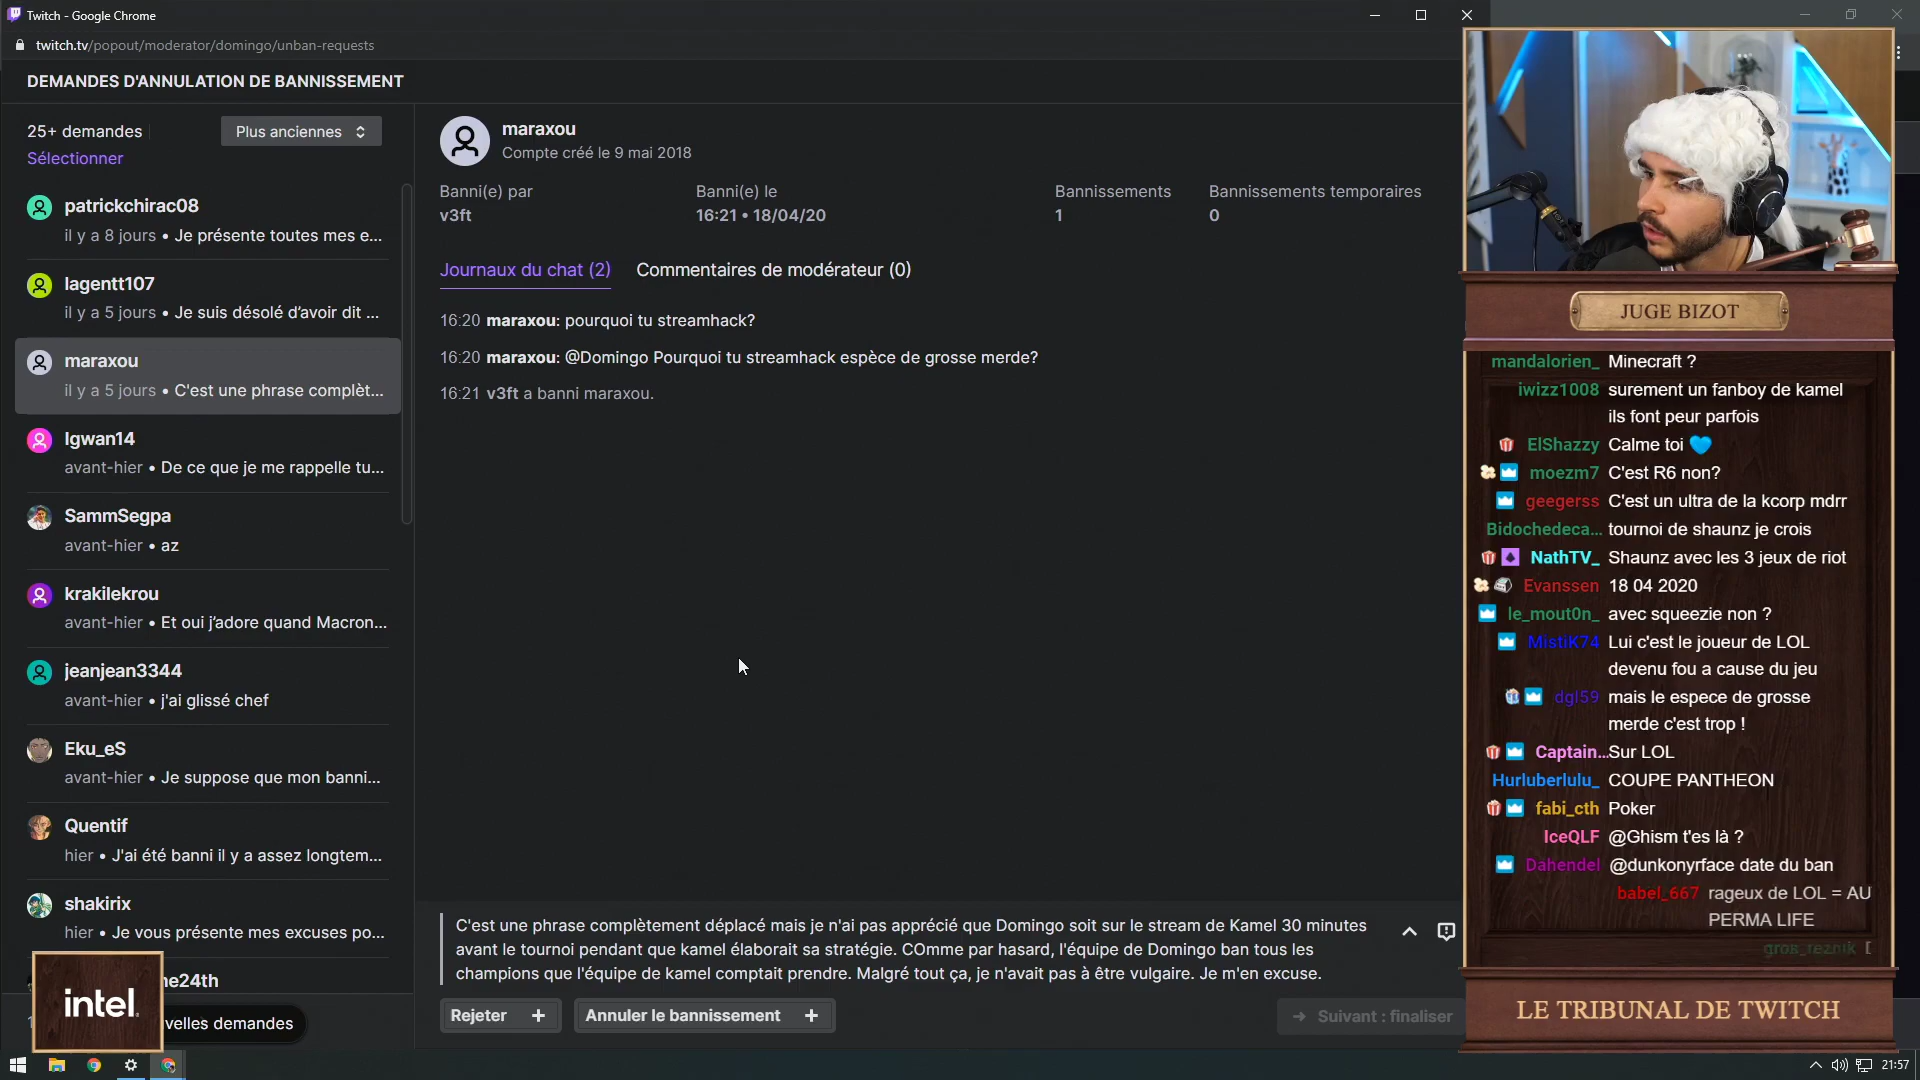 Twitch - Google Chrome
twitch.tv/popout/moderator/domingo/unban-requests
DEMANDES D'ANNULATION DE BANNISSEMENT
25+ demandes
Plus anciennes
Sélectionner
patrickchirac08
il y a 8 jours • Je présente toutes mes e...
lagentt107
il y a 5 jours • Je suis désolé d'avoir dit ...
maraxou
il y a 5 jours • C'est une phrase complèt...
Igwan14
avant-hier • De ce que je me rappelle tu...
SammSegpa
avant-hier • az
krakilekrou
avant-hier • Et oui j'adore quand Macron...
jeanjean3344
avant-hier • j'ai glissé chef
Eku_eS
avant-hier • Je suppose que mon banni...
Quentif
hier • J'ai été banni il y a assez longtem...
shakirix
hier • Je vous présente mes excuses po...
ne24th
velles demandes
intel.
maraxou
Compte créé le 9 mai 2018
Banni(e) par
v3ft
Banni(e) le
16:21 • 18/04/20
Bannissements
1
Bannissements temporaires
0
Journaux du chat (2)
Commentaires de modérateur (0)
16:20 maraxou: pourquoi tu streamhack?
16:20 maraxou: @Domingo Pourquoi tu streamhack espèce de grosse merde?
16:21 v3ft a banni maraxou.
C'est une phrase complètement déplacé mais je n'ai pas apprécié que Domingo soit sur le stream de Kamel 30 minutes
avant le tournoi pendant que kamel élaborait sa stratégie. COmme par hasard, l'équipe de Domingo ban tous les
champions que l'équipe de kamel comptait prendre. Malgré tout ça, je n'avait pas à être vulgaire. Je m'en excuse.
Rejeter +
Annuler le bannissement +
→ Suivant : finaliser
JUGE BIZOT
mandalorien_ Minecraft ?
iwizz1008 surement un fanboy de kamel
ils font peur parfois
ElShazzy Calme toi 💙
moezm7 C'est R6 non?
geegerss C'est un ultra de la kcorp mdrr
Bidochedeca... tournoi de shaunz je crois
NathTV_ Shaunz avec les 3 jeux de riot
Evanssen 18 04 2020
le_mout0n_ avec squeezie non ?
MistiK74 Lui c'est le joueur de LOL
devenu fou a cause du jeu
dgl59 mais le espece de grosse
merde c'est trop !
Captain... Sur LOL
Hurluberlulu_ COUPE PANTHEON
fabi_cth Poker
IceQLF @Ghism t'es là ?
Dahendel @dunkonyrface date du ban
babel_667 rageux de LOL = AU
PERMA LIFE
gros_reznik [
LE TRIBUNAL DE TWITCH
21:57